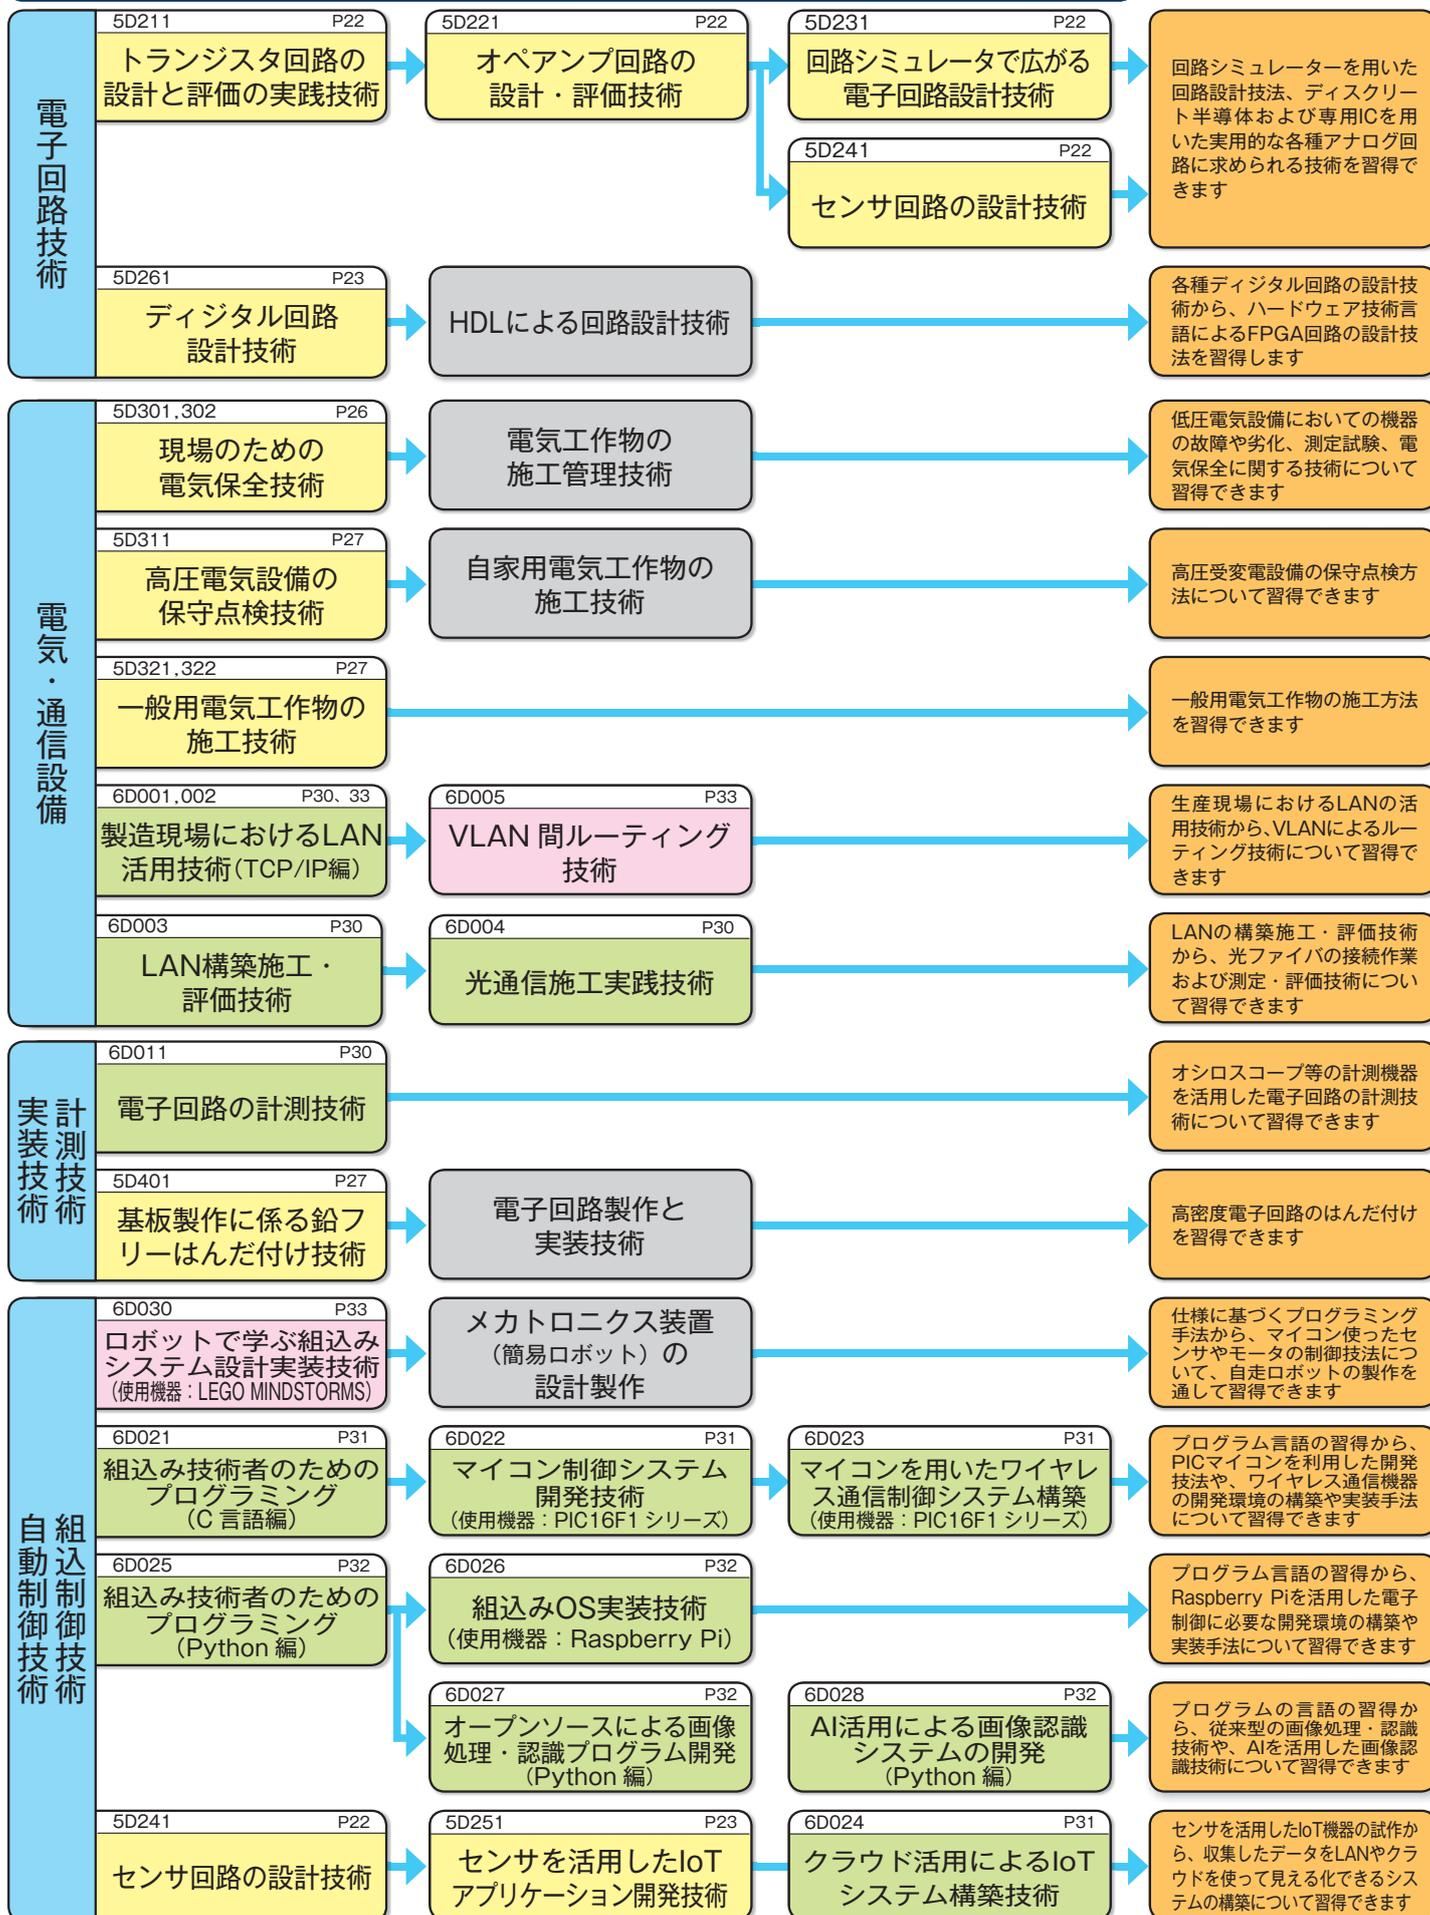 電子回路技術
5D211 P22
トランジスタ回路の
設計と評価の実践技術
5D221 P22
オペアンプ回路の
設計・評価技術
5D231 P22
回路シミュレータで広がる
電子回路設計技術
5D241 P22
センサ回路の設計技術
回路シミュレーターを用いた
回路設計技法、ディスクリー
ト半導体および専用ICを用
いた実用的な各種アナログ回
路に求められる技術を習得で
きます
5D261 P23
ディジタル回路
設計技術
HDLによる回路設計技術
各種ディジタル回路の設計技
術から、ハードウェア技術言
語によるFPGA回路の設計技
法を習得します
電気・通信設備
5D301,302 P26
現場のための
電気保全技術
電気工作物の
施工管理技術
低圧電気設備においての機器
の故障や劣化、測定試験、電
気保全に関する技術について
習得できます
5D311 P27
高圧電気設備の
保守点検技術
自家用電気工作物の
施工技術
高圧受変電設備の保守点検方
法について習得できます
5D321,322 P27
一般用電気工作物の
施工技術
一般用電気工作物の施工方法
を習得できます
6D001,002 P30、33
製造現場におけるLAN
活用技術(TCP/IP編)
6D005 P33
VLAN 間ルーティング
技術
生産現場におけるLANの活
用技術から、VLANによるルー
ティング技術について習得で
きます
6D003 P30
LAN構築施工・
評価技術
6D004 P30
光通信施工実践技術
LANの構築施工・評価技術
から、光ファイバの接続作業
および測定・評価技術につい
て習得できます
計測技術
実装技術
6D011 P30
電子回路の計測技術
オシロスコープ等の計測機器
を活用した電子回路の計測技
術について習得できます
5D401 P27
基板製作に係る鉛フ
リーはんだ付け技術
電子回路製作と
実装技術
高密度電子回路のはんだ付け
を習得できます
組込制御技術
自動制御技術
6D030 P33
ロボットで学ぶ組込み
システム設計実装技術
(使用機器：LEGO MINDSTORMS)
メカトロニクス装置
(簡易ロボット) の
設計製作
仕様に基づくプログラミング
手法から、マイコン使ったセ
ンサやモータの制御技法につ
いて、自走ロボットの製作を
通して習得できます
6D021 P31
組込み技術者のための
プログラミング
(C 言語編)
6D022 P31
マイコン制御システム
開発技術
(使用機器：PIC16F1 シリーズ)
6D023 P31
マイコンを用いたワイヤレ
ス通信制御システム構築
(使用機器：PIC16F1 シリーズ)
プログラム言語の習得から、
PICマイコンを利用した開発
技法や、ワイヤレス通信機器
の開発環境の構築や実装手法
について習得できます
6D025 P32
組込み技術者のための
プログラミング
(Python 編)
6D026 P32
組込みOS実装技術
(使用機器：Raspberry Pi)
プログラム言語の習得から、
Raspberry Piを活用した電子
制御に必要な開発環境の構築や
実装手法について習得できます
6D027 P32
オープンソースによる画像
処理・認識プログラム開発
(Python 編)
6D028 P32
AI活用による画像認識
システムの開発
(Python 編)
プログラムの言語の習得か
ら、従来型の画像処理・認識
技術や、AIを活用した画像認
識技術について習得できます
5D241 P22
センサ回路の設計技術
5D251 P23
センサを活用したIoT
アプリケーション開発技術
6D024 P31
クラウド活用によるIoT
システム構築技術
センサを活用したIoT機器の試作か
ら、収集したデータをLANやクラ
ウドを使って見える化できるシス
テムの構築について習得できます